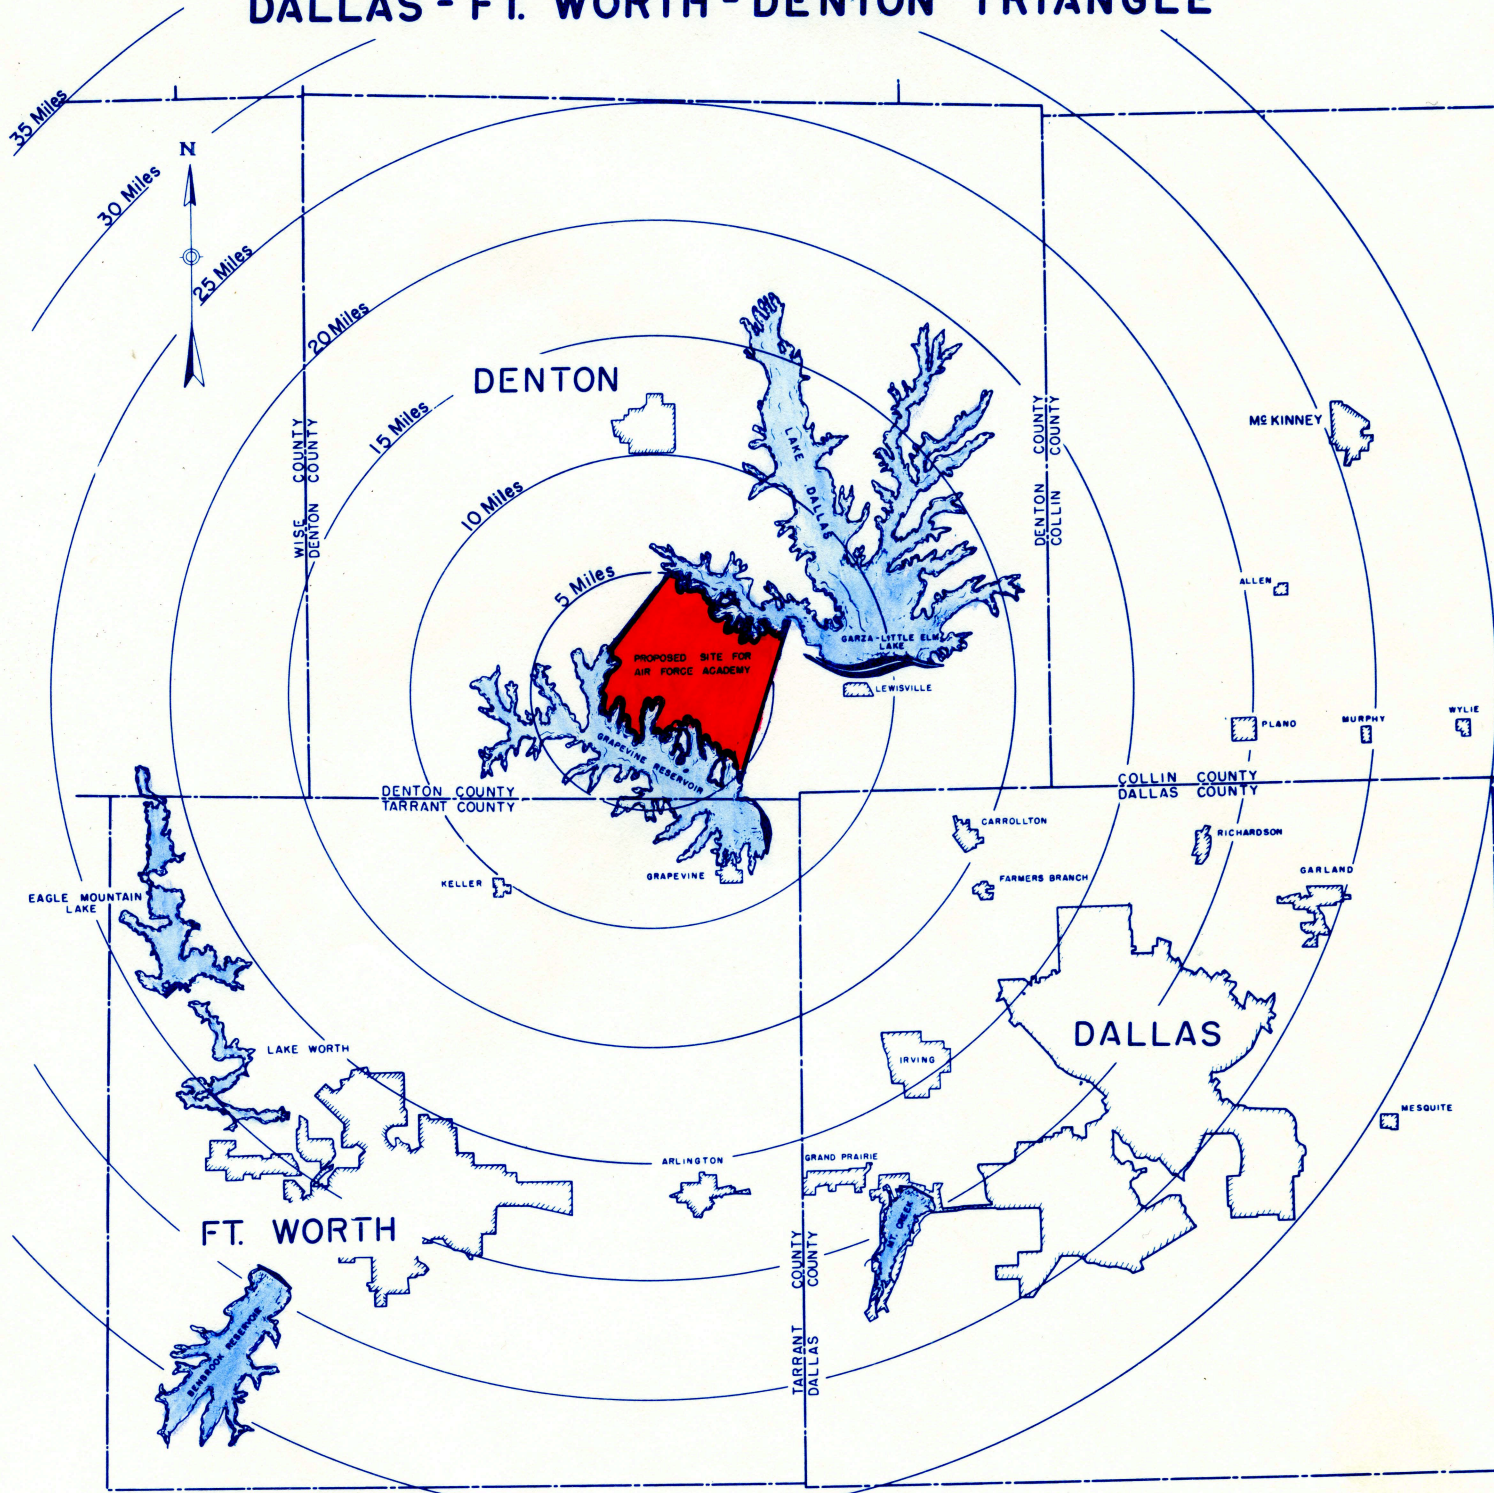 DALLAS - FT. WORTH - DENTON TRIANGLE
35 Miles
N
30 Miles
25 Miles
20 Miles
DENTON
15 Miles
McKINNEY
WISE COUNTY
DENTON COUNTY
DENTON COUNTY
COLLIN COUNTY
LAKE DALLAS
10 Miles
5 Miles
ALLEN
GARZA-LITTLE ELM
LAKE
PROPOSED SITE FOR
AIR FORCE ACADEMY
LEWISVILLE
PLANO
MURPHY
WYLIE
GRAPEVINE RESERVOIR
COLLIN COUNTY
DALLAS COUNTY
DENTON COUNTY
TARRANT COUNTY
CARROLLTON
RICHARDSON
GARLAND
KELLER
GRAPEVINE
FARMERS BRANCH
EAGLE MOUNTAIN
LAKE
DALLAS
LAKE WORTH
IRVING
MESQUITE
ARLINGTON
GRAND PRAIRIE
MT. CREEK
FT. WORTH
TARRANT COUNTY
DALLAS COUNTY
BENBROOK RESERVOIR